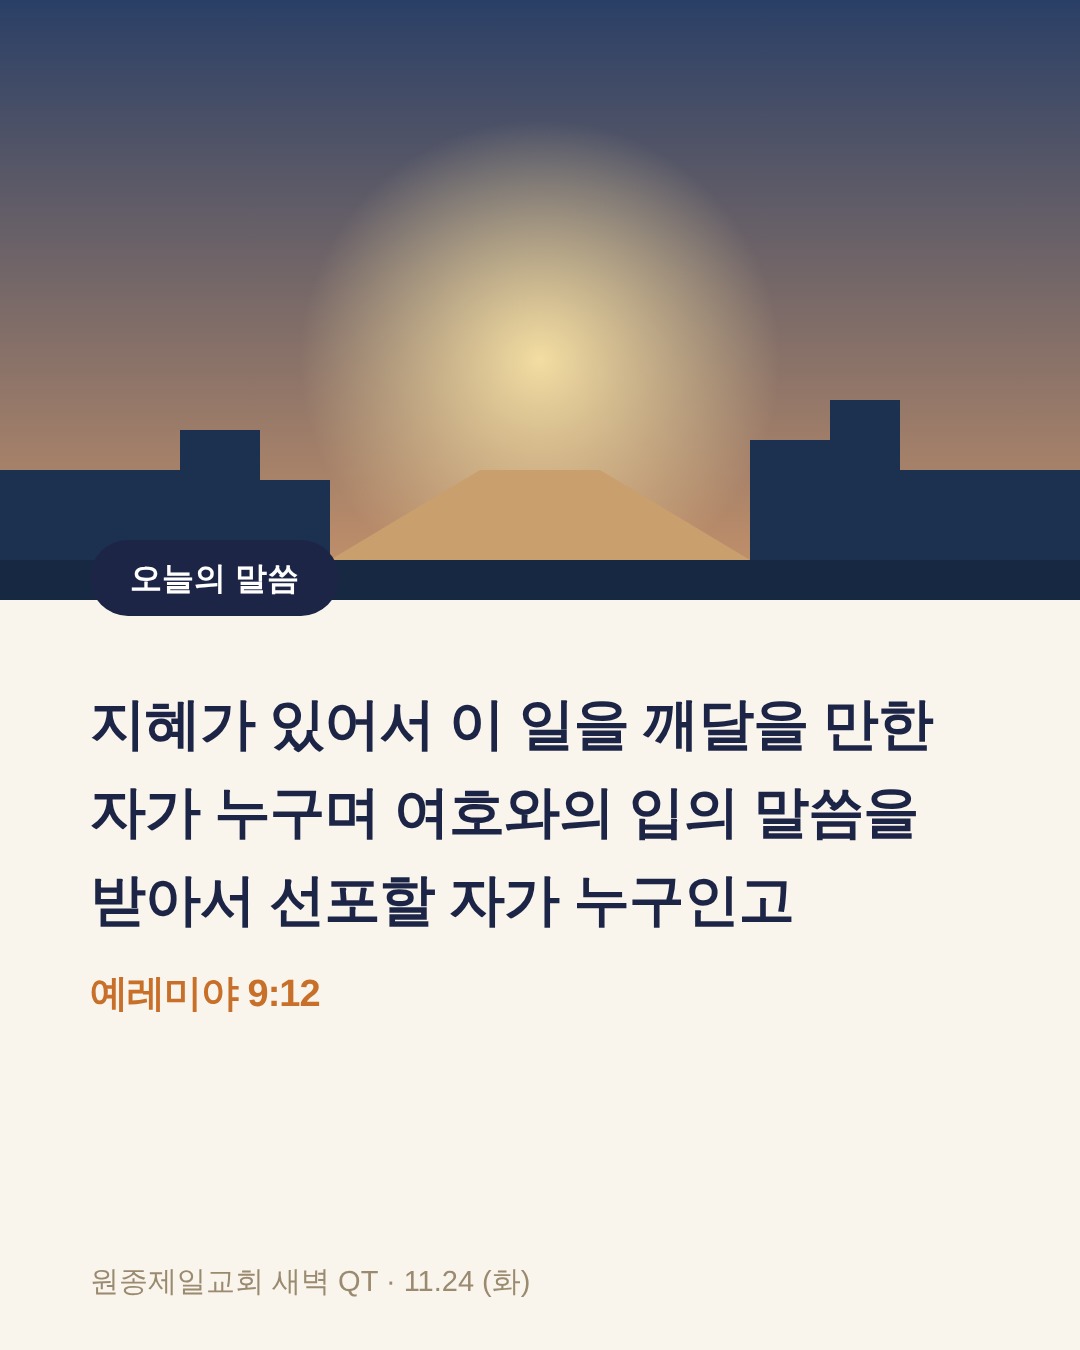 오늘의 말씀
지혜가 있어서 이 일을 깨달을 만한
자가 누구며 여호와의 입의 말씀을
받아서 선포할 자가 누구인고
예레미야 9:12
원종제일교회 새벽 QT · 11.24 (화)